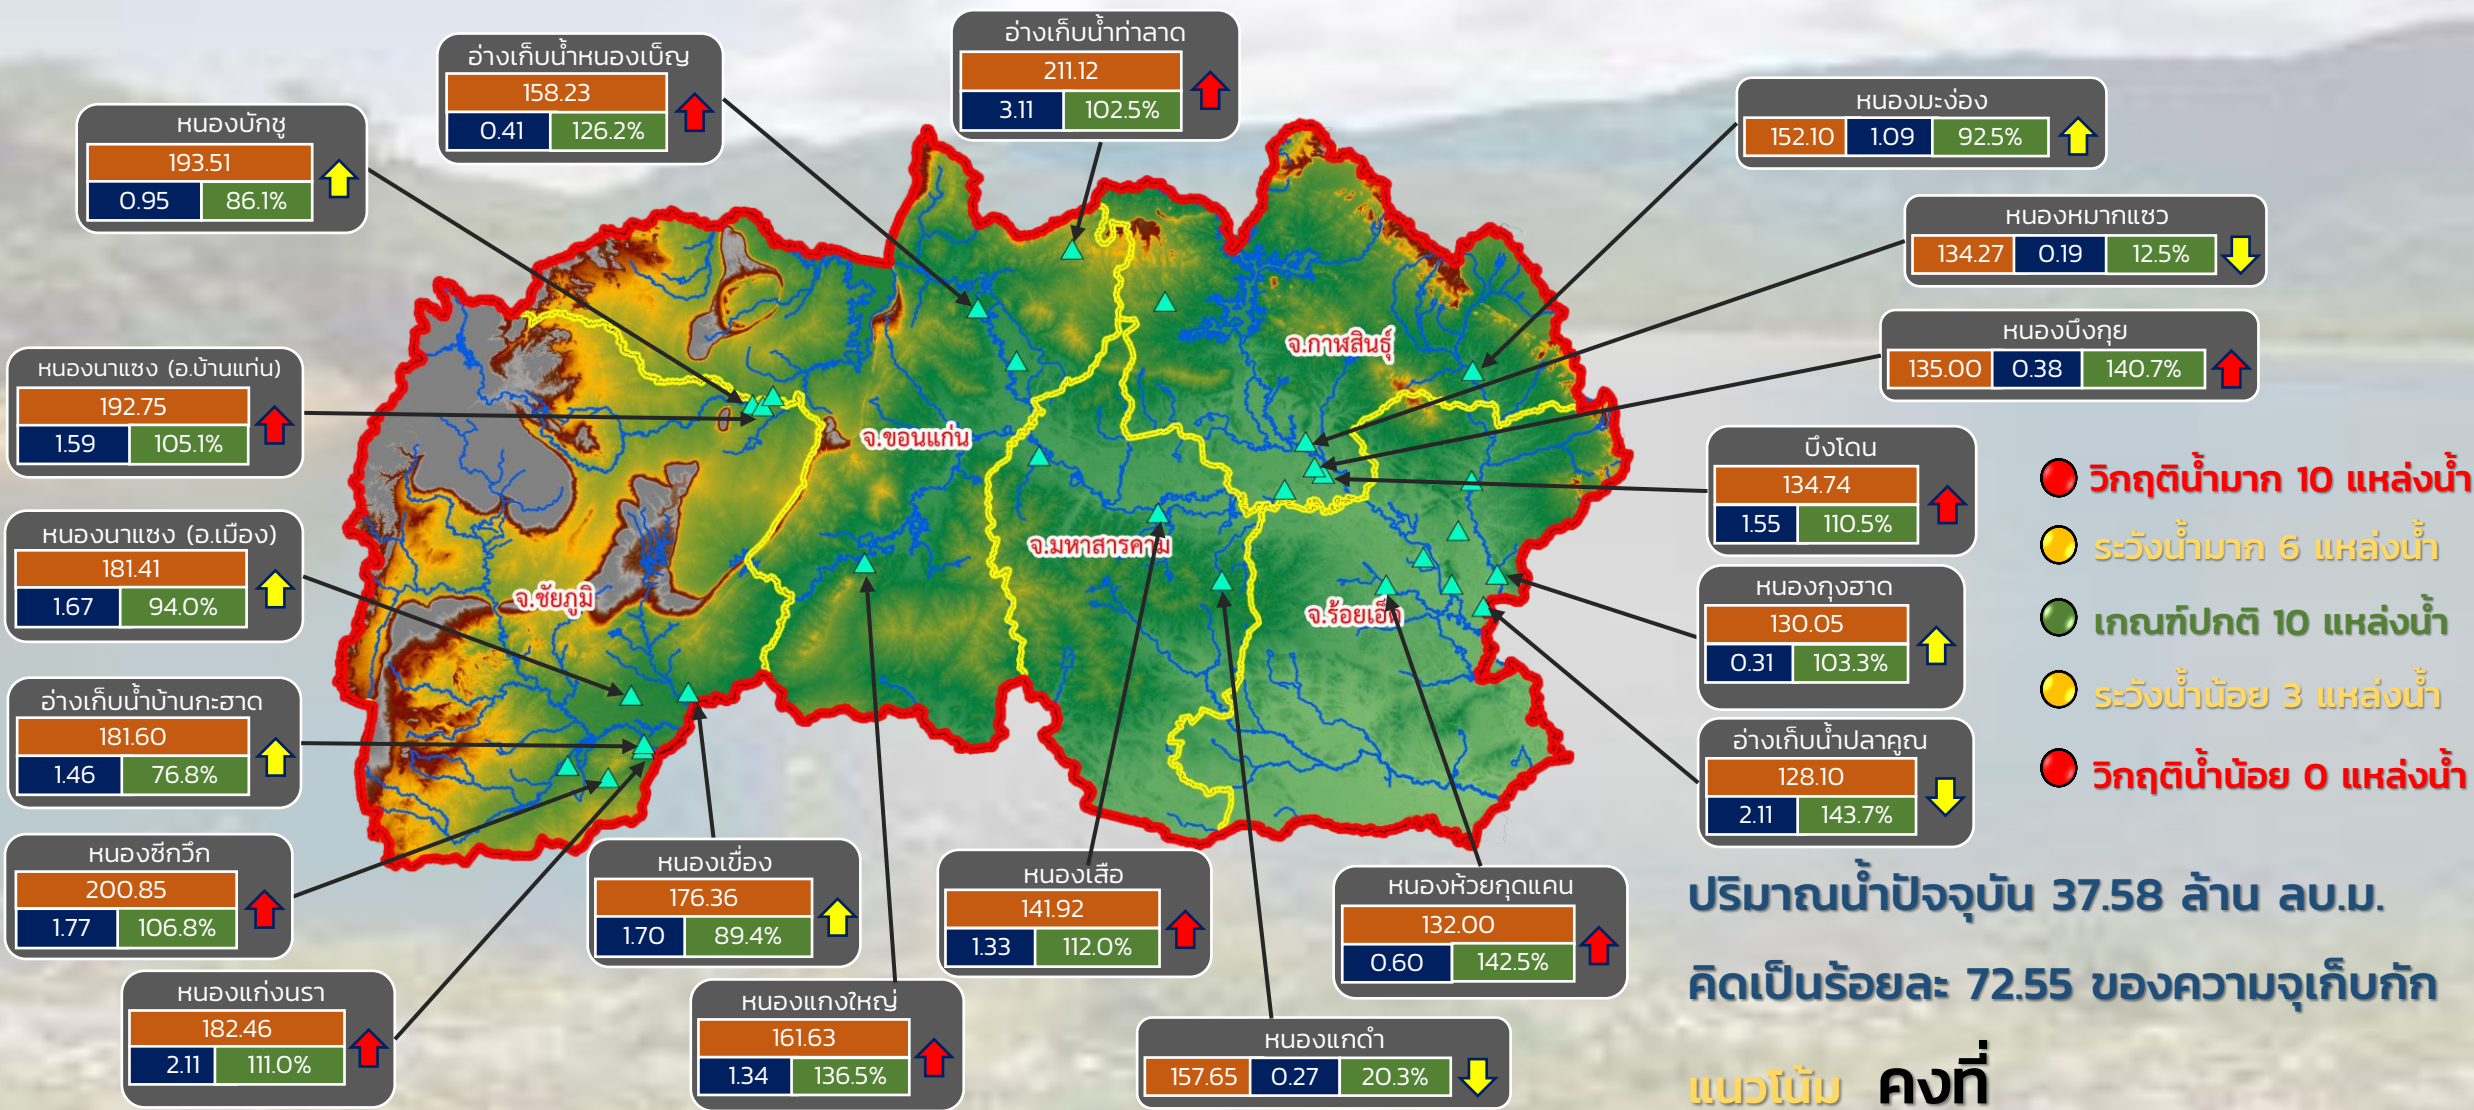 อ่างเก็บน้ำท่าลาด
211.12
3.11 102.5%
อ่างเก็บน้ำหนองเบ็ญ
158.23
0.41 126.2%
หนองบักชู
193.51
0.95 86.1%
หนองมะง่อง
152.10 1.09 92.5%
หนองหมากแซว
134.27 0.19 12.5%
หนองบึงกุย
135.00 0.38 140.7%
หนองนาแซง (อ.บ้านแท่น)
192.75
1.59 105.1%
บึงโดน
134.74
1.55 110.5%
หนองนาแซง (อ.เมือง)
181.41
1.67 94.0%
หนองกุงฮาด
130.05
0.31 103.3%
อ่างเก็บน้ำบ้านกะฮาด
181.60
1.46 76.8%
อ่างเก็บน้ำปลาคูณ
128.10
2.11 143.7%
หนองซีกวึก
200.85
1.77 106.8%
หนองเขื่อง
176.36
1.70 89.4%
หนองเสือ
141.92
1.33 112.0%
หนองห้วยกุดแคน
132.00
0.60 142.5%
หนองแก่งนรา
182.46
2.11 111.0%
หนองแกงใหญ่
161.63
1.34 136.5%
หนองแกดำ
157.65 0.27 20.3%
จ.กาฬสินธุ์
จ.ขอนแก่น
จ.มหาสารคาม
จ.ชัยภูมิ
จ.ร้อยเอ็ด
วิกฤติน้ำมาก 10 แหล่งน้ำ
ระวังน้ำมาก 6 แหล่งน้ำ
เกณฑ์ปกติ 10 แหล่งน้ำ
ระวังน้ำน้อย 3 แหล่งน้ำ
วิกฤติน้ำน้อย 0 แหล่งน้ำ
ปริมาณน้ำปัจจุบัน 37.58 ล้าน ลบ.ม.
คิดเป็นร้อยละ 72.55 ของความจุเก็บกัก
แนวโน้ม คงที่